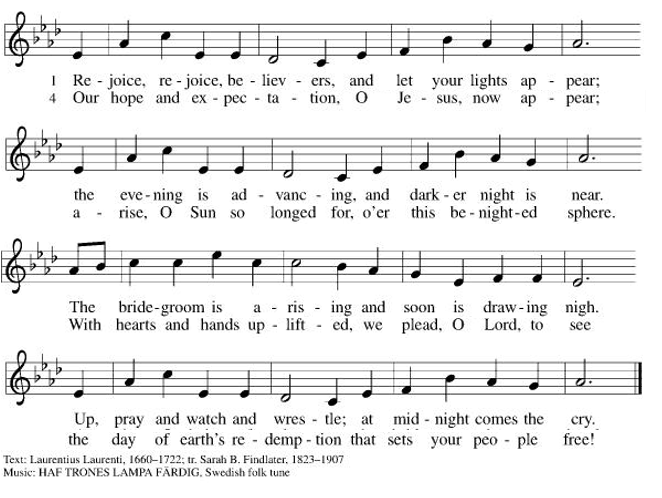 1 Re - joice, re - joice, be - liev - ers, and let your lights ap - pear;
4 Our hope and ex - pec - ta - tion, O Je - sus, now ap - pear;
the eve - ning is ad - vanc - ing, and dark - er night is near.
a - rise, O Sun so longed for, o'er this be - night - ed sphere.
The bride - groom is a - ris - ing and soon is draw - ing nigh.
With hearts and hands up - lift - ed, we plead, O Lord, to see
Up, pray and watch and wres - tle; at mid - night comes the cry.
the day of earth's re - demp - tion that sets your peo - ple free!
Text: Laurentius Laurenti, 1660–1722; tr. Sarah B. Findlater, 1823–1907
Music: HAF TRONES LAMPA FÄRDIG, Swedish folk tune